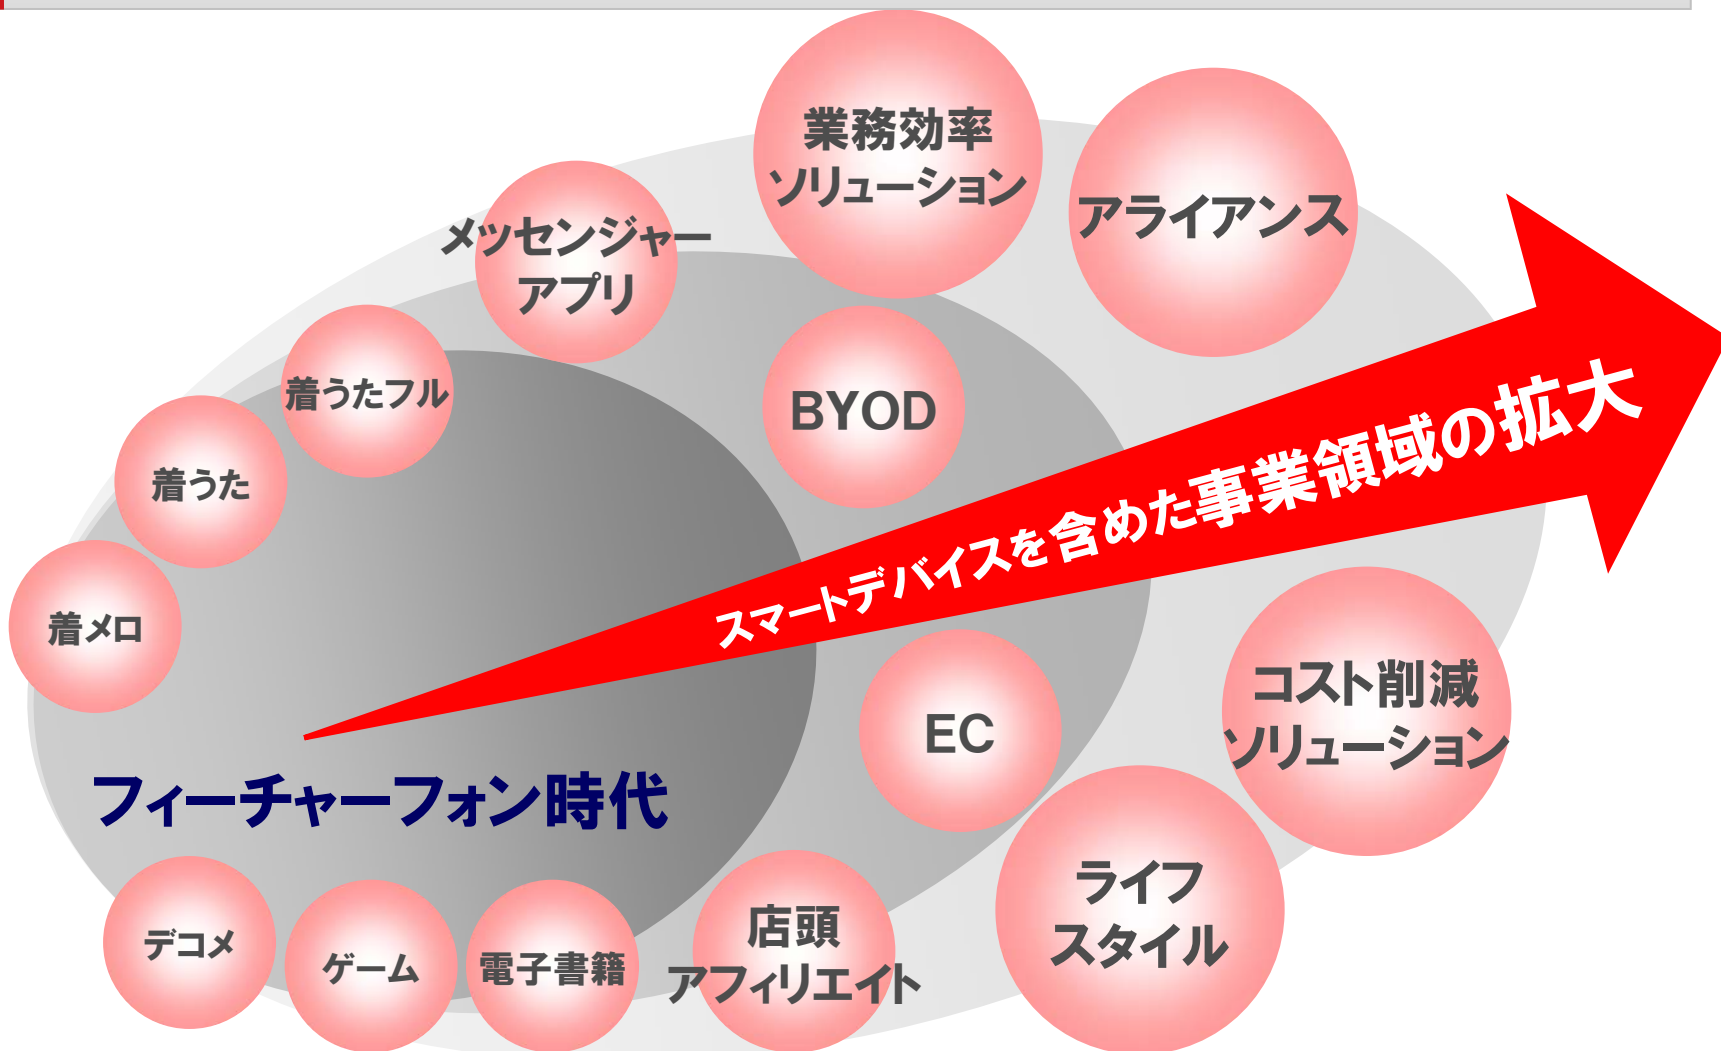 業務効率
ソリューション
アライアンス
メッセンジャー
アプリ
着うたフル
BYOD
着うた
スマートデバイスを含めた事業領域の拡大
着メロ
コスト削減
ソリューション
EC
フィーチャーフォン時代
ライフ
スタイル
店頭
アフィリエイト
デコメ
ゲーム
電子書籍